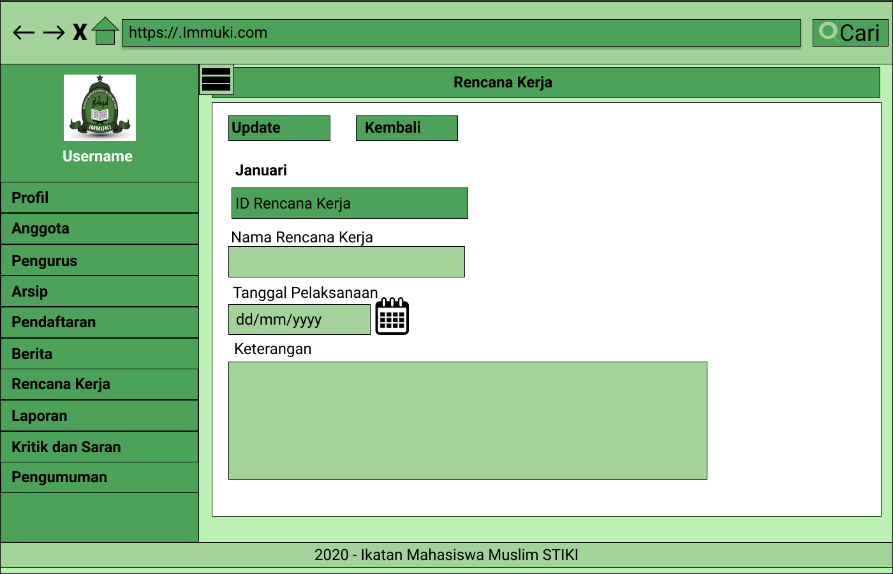 X https://.Immuki.com Cari
Rencana Kerja
IMMUKI
Username
Profil
Anggota
Pengurus
Arsip
Pendaftaran
Berita
Rencana Kerja
Laporan
Kritik dan Saran
Pengumuman
Update Kembali
Januari
ID Rencana Kerja
Nama Rencana Kerja
Tanggal Pelaksanaan
dd/mm/yyyy
Keterangan
2020 - Ikatan Mahasiswa Muslim STIKI